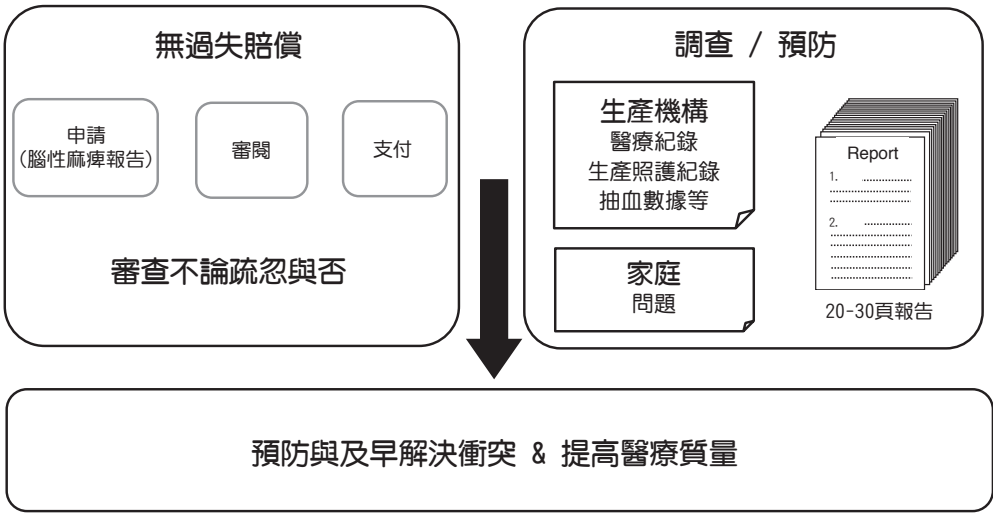 無過失賠償
申請
(腦性麻痺報告)
審閱
支付
審查不論疏忽與否
調查 / 預防
生產機構
醫療紀錄
生產照護紀錄
抽血數據等
家庭
問題
Report
1.
2.
20-30頁報告
預防與及早解決衝突 & 提高醫療質量